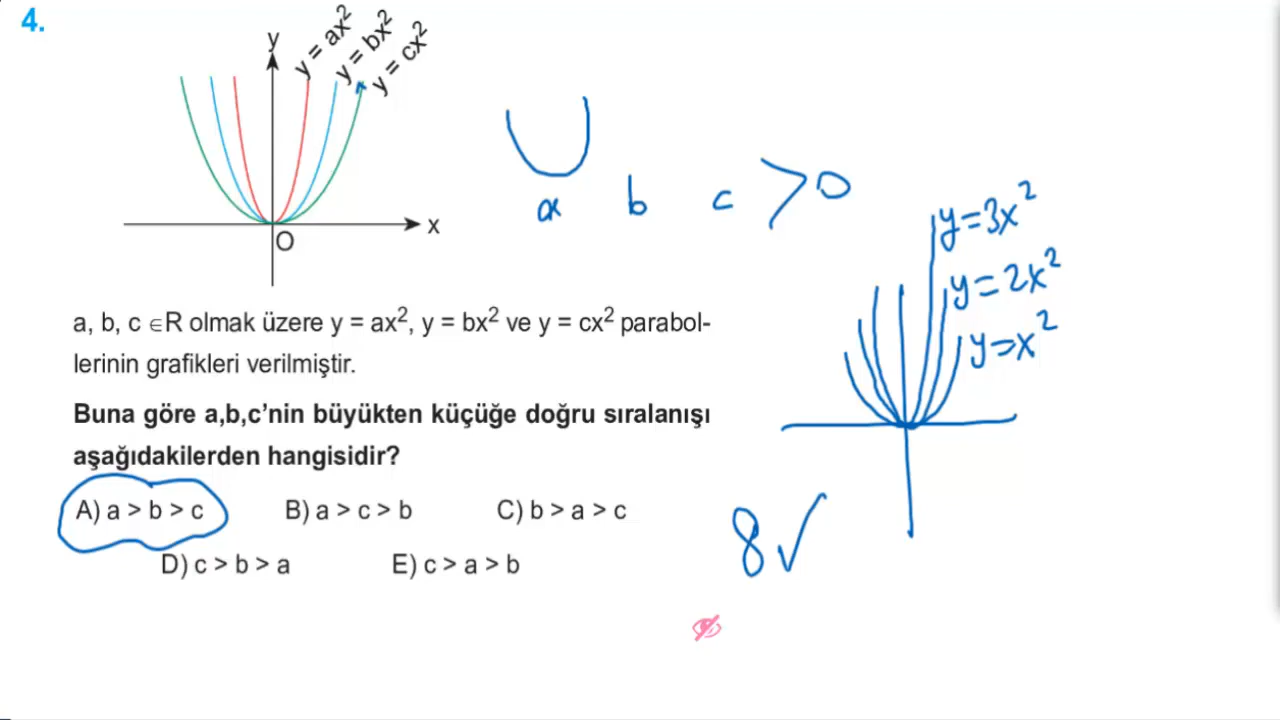 4.
y
y = ax²
y = bx²
y = cx²
x
O
a b c > 0
y = 3x²
y = 2x²
y = x²
a, b, c ∈R olmak üzere y = ax², y = bx² ve y = cx² parabol-
lerinin grafikleri verilmiştir.
Buna göre a,b,c'nin büyükten küçüğe doğru sıralanışı
aşağıdakilerden hangisidir?
A) a > b > c B) a > c > b C) b > a > c
D) c > b > a E) c > a > b
8 ✓